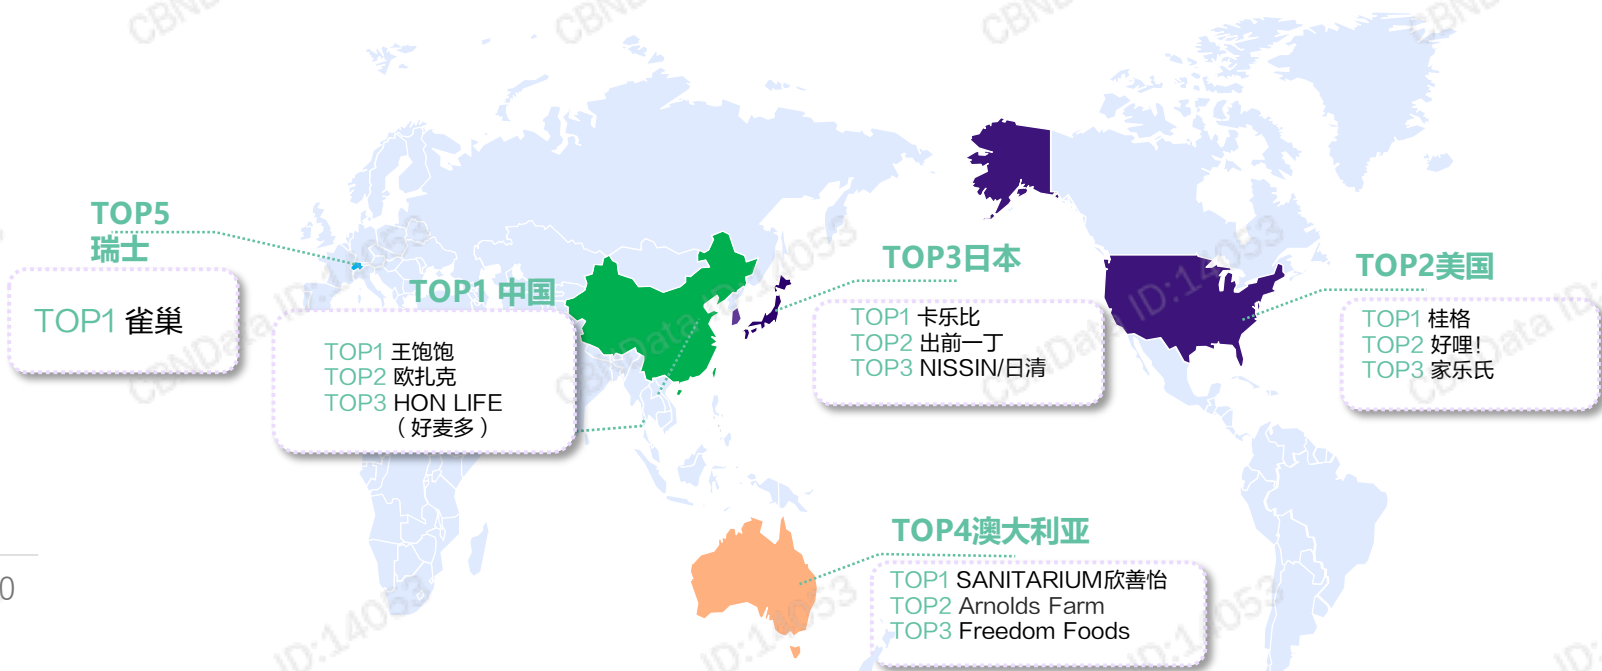 TOP5
瑞士
TOP1 雀巢
TOP1 中国
TOP1 王饱饱
TOP2 欧扎克
TOP3 HON LIFE
（好麦多）
TOP3日本
TOP1 卡乐比
TOP2 出前一丁
TOP3 NISSIN/日清
TOP2美国
TOP1 桂格
TOP2 好哩！
TOP3 家乐氏
TOP4澳大利亚
TOP1 SANITARIUM欣善怡
TOP2 Arnolds Farm
TOP3 Freedom Foods
0
CBNData ID:14053